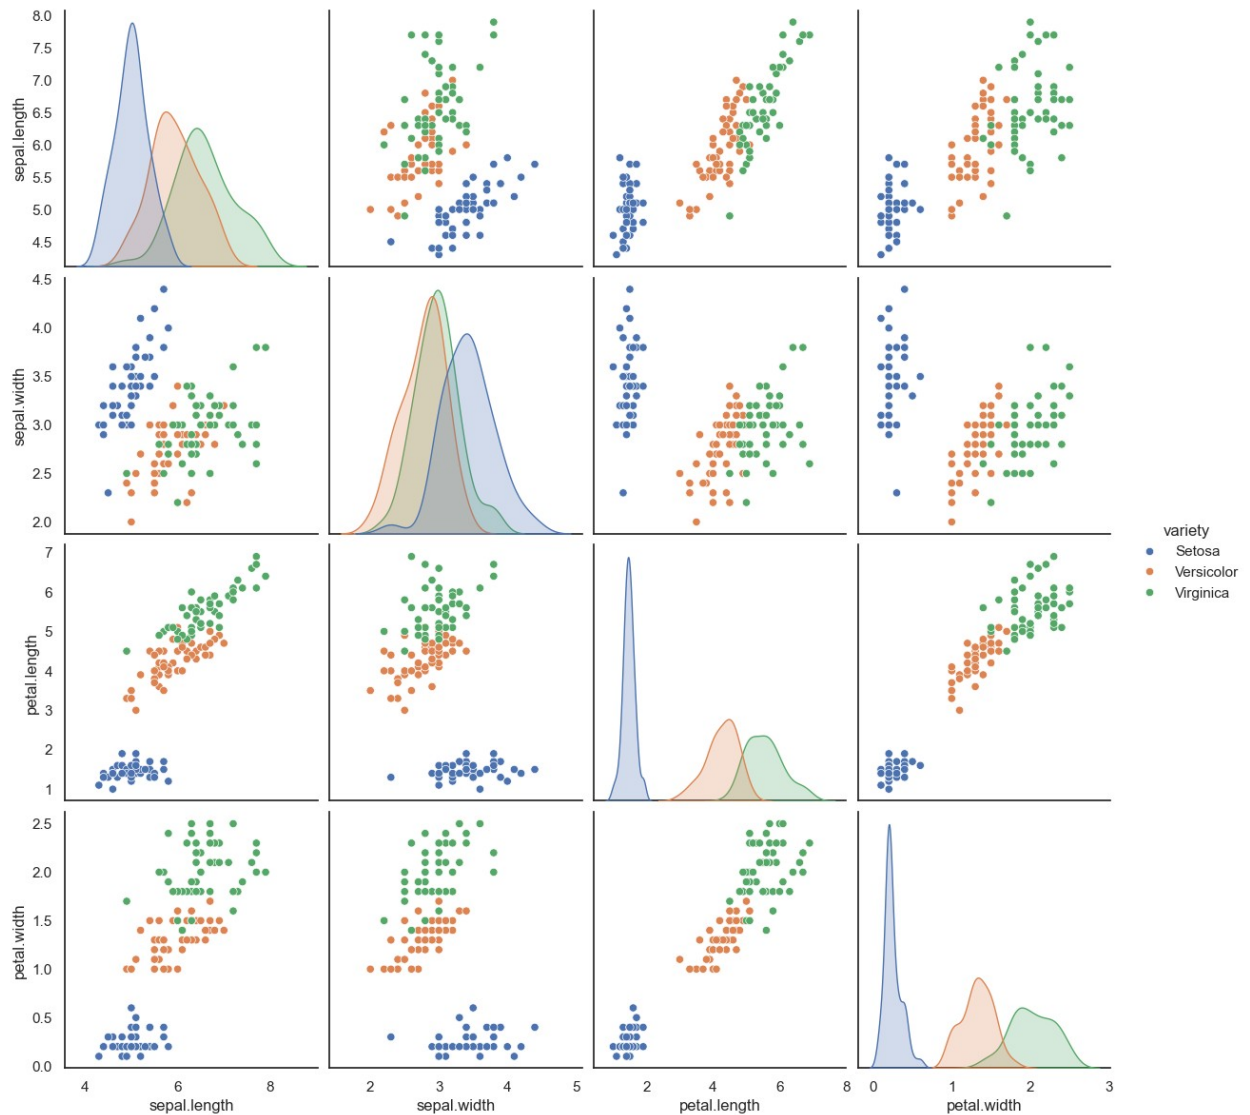 8.0
7.5
7.0
6.5
6.0
5.5
5.0
4.5
sepal.length
4.5
4.0
3.5
3.0
2.5
2.0
sepal.width
7
6
5
4
3
2
1
petal.length
2.5
2.0
1.5
1.0
0.5
0.0
petal.width
4 6 8
sepal.length
2 3 4 5
sepal.width
2 4 6 8
petal.length
0 1 2 3
petal.width
variety
Setosa
Versicolor
Virginica